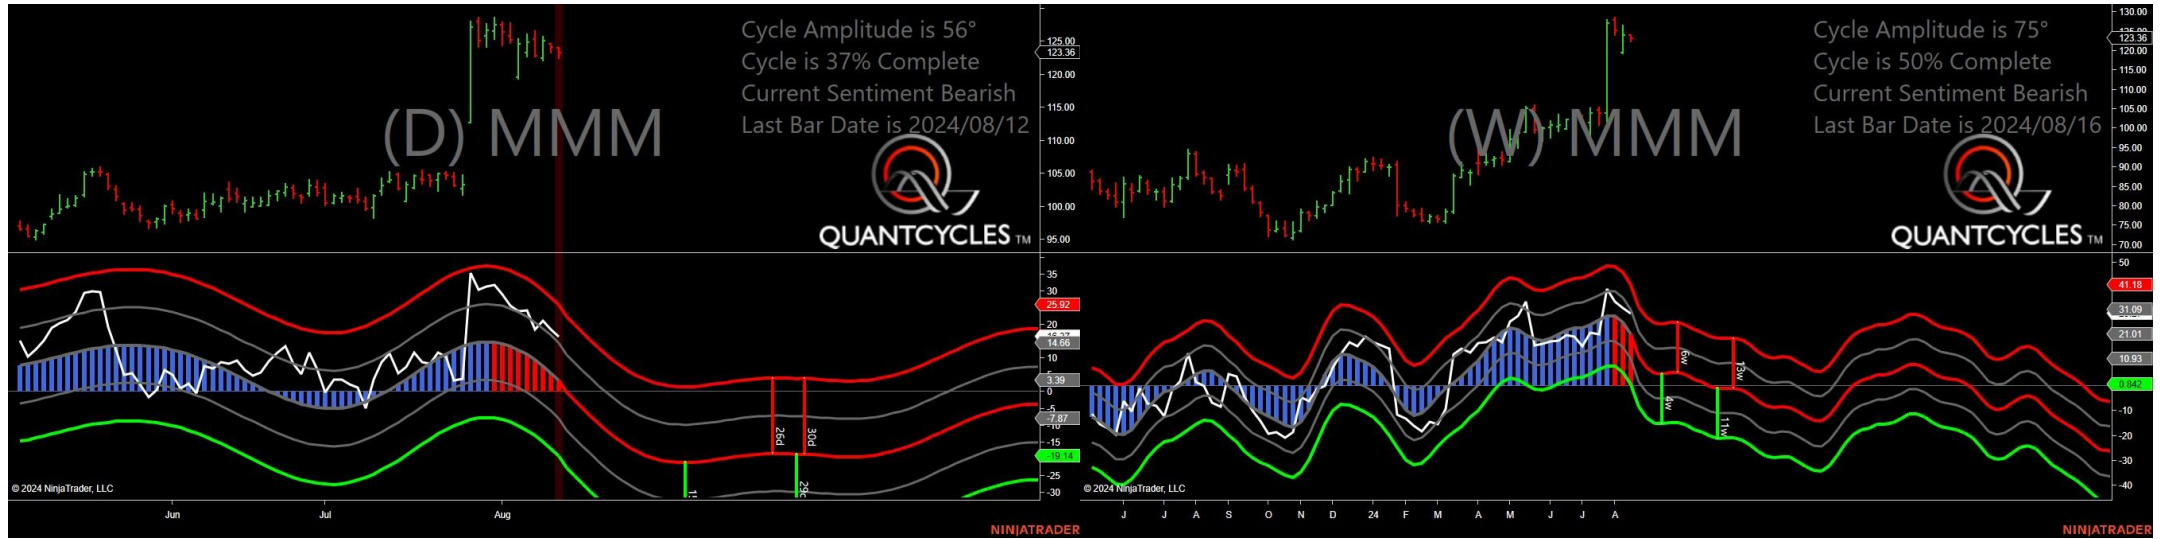 Cycle Amplitude is 56°
Cycle is 37% Complete
Current Sentiment Bearish
Last Bar Date is 2024/08/12
(D) MMM
QUANTCYCLES TM
125.00
123.36
120.00
115.00
110.00
105.00
100.00
95.00
35
30
25.92
20
14.66
10
3.39
0
-5
-7.87
-10
-15
-19.14
-25
-30
26d
30d
© 2024 NinjaTrader, LLC
Jun
Jul
Aug
NINJATRADER
Cycle Amplitude is 75°
Cycle is 50% Complete
Current Sentiment Bearish
Last Bar Date is 2024/08/16
(W) MMM
QUANTCYCLES TM
130.00
123.36
120.00
115.00
110.00
105.00
100.00
95.00
90.00
85.00
80.00
75.00
70.00
50
41.18
31.09
21.01
10.93
0.842
-10
-20
-30
-40
6w
13w
4w
11w
© 2024 NinjaTrader, LLC
J J A S O N D 24 F M A M J J A
NINJATRADER